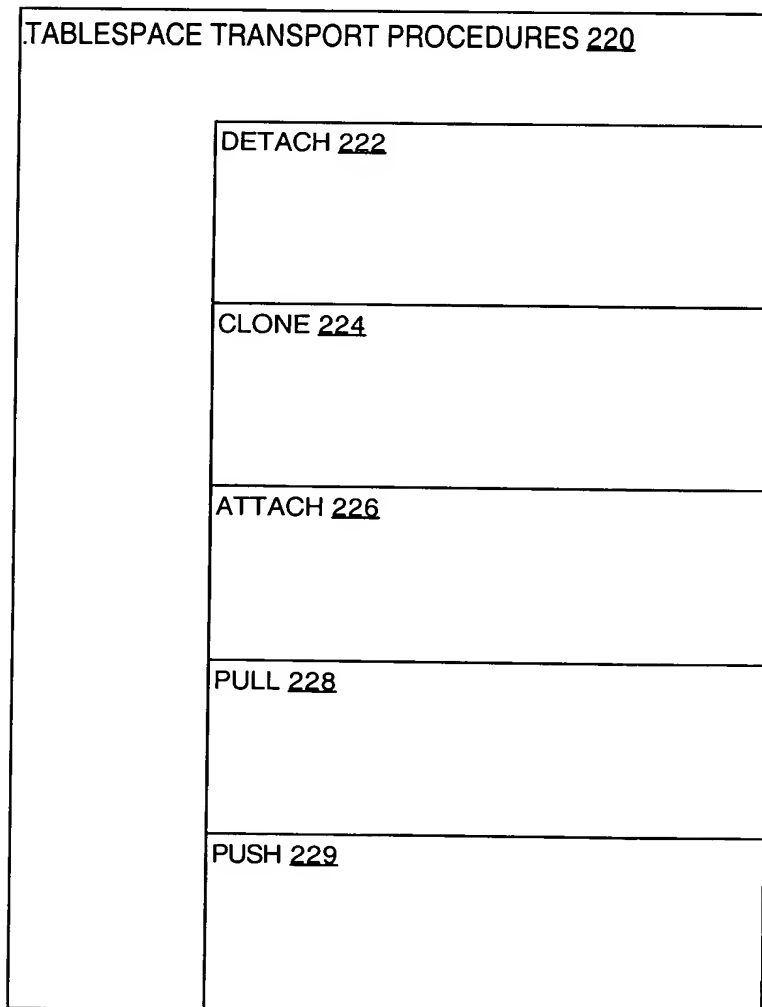 TABLESPACE TRANSPORT PROCEDURES 220
DETACH 222
CLONE 224
ATTACH 226
PULL 228
PUSH 229